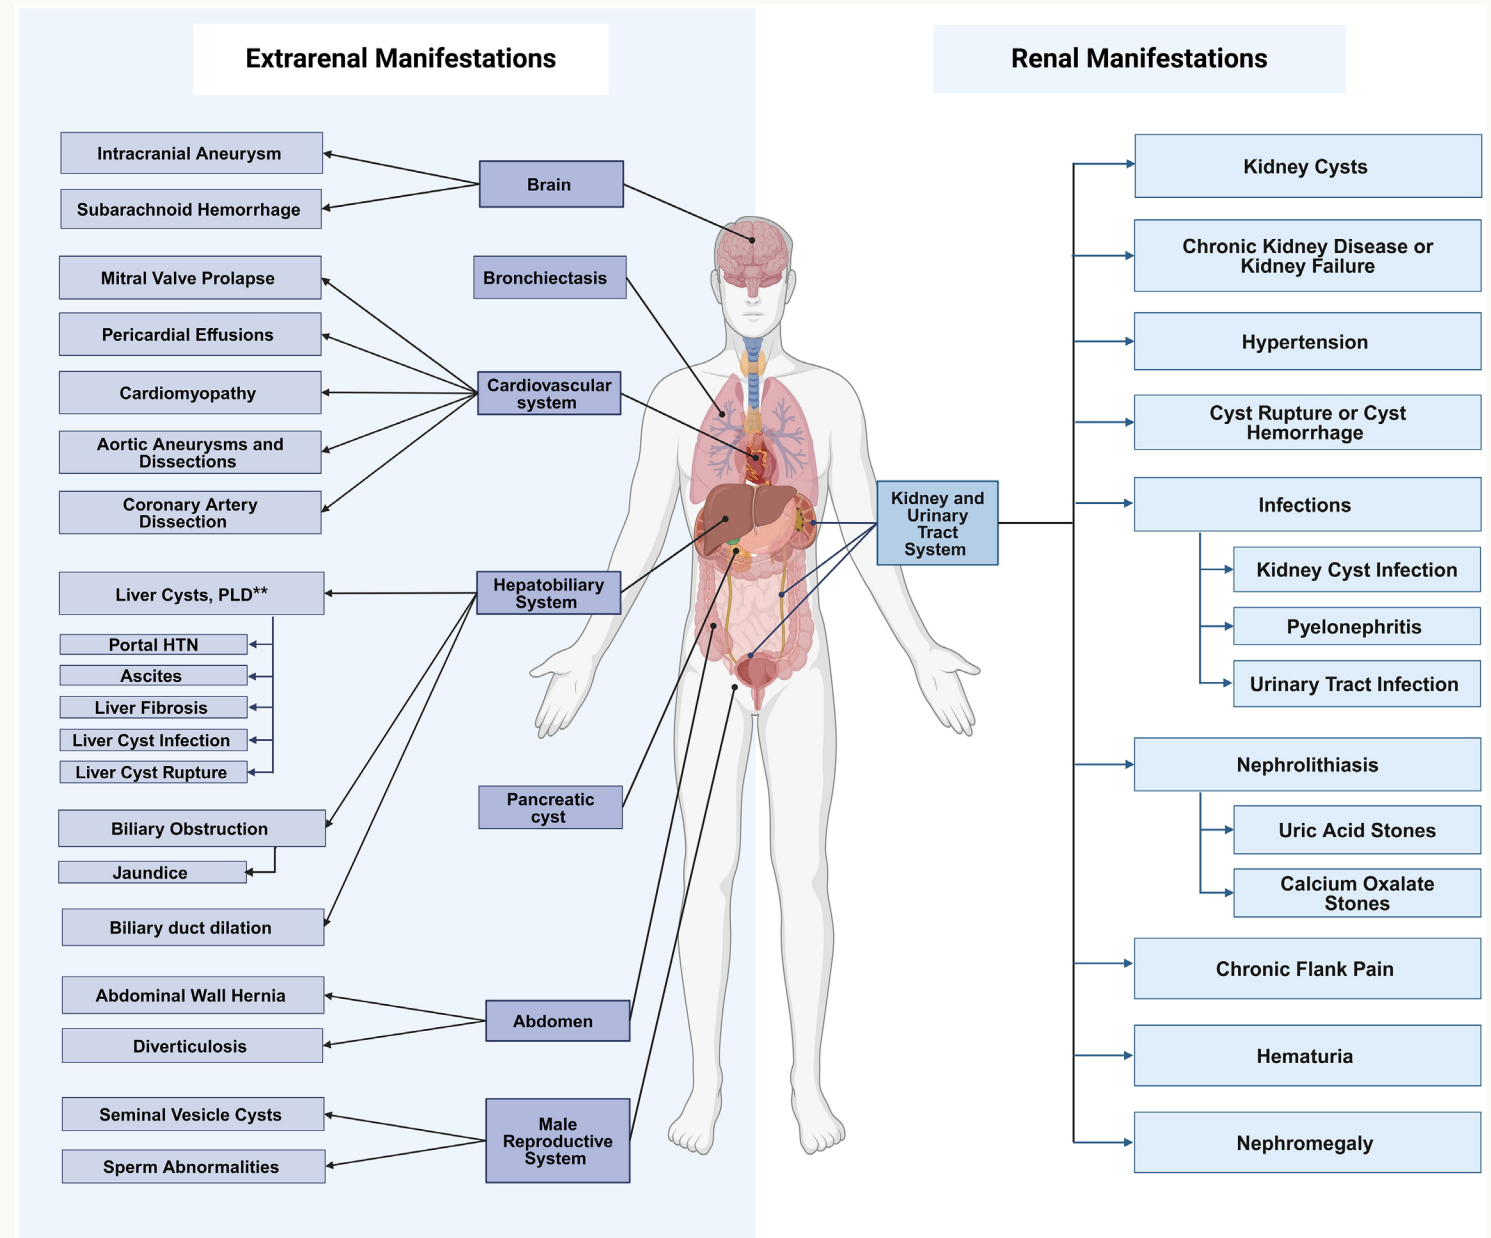 Extrarenal Manifestations
Renal Manifestations
Intracranial Aneurysm
Subarachnoid Hemorrhage
Brain
Mitral Valve Prolapse
Pericardial Effusions
Cardiomyopathy
Aortic Aneurysms and
Dissections
Coronary Artery
Dissection
Bronchiectasis
Cardiovascular
system
Liver Cysts, PLD**
Portal HTN
Ascites
Liver Fibrosis
Liver Cyst Infection
Liver Cyst Rupture
Biliary Obstruction
Jaundice
Biliary duct dilation
Hepatobiliary
System
Pancreatic
cyst
Abdominal Wall Hernia
Diverticulosis
Abdomen
Seminal Vesicle Cysts
Sperm Abnormalities
Male
Reproductive
System
Kidney and
Urinary
Tract
System
Kidney Cysts
Chronic Kidney Disease or
Kidney Failure
Hypertension
Cyst Rupture or Cyst
Hemorrhage
Infections
Kidney Cyst Infection
Pyelonephritis
Urinary Tract Infection
Nephrolithiasis
Uric Acid Stones
Calcium Oxalate
Stones
Chronic Flank Pain
Hematuria
Nephromegaly